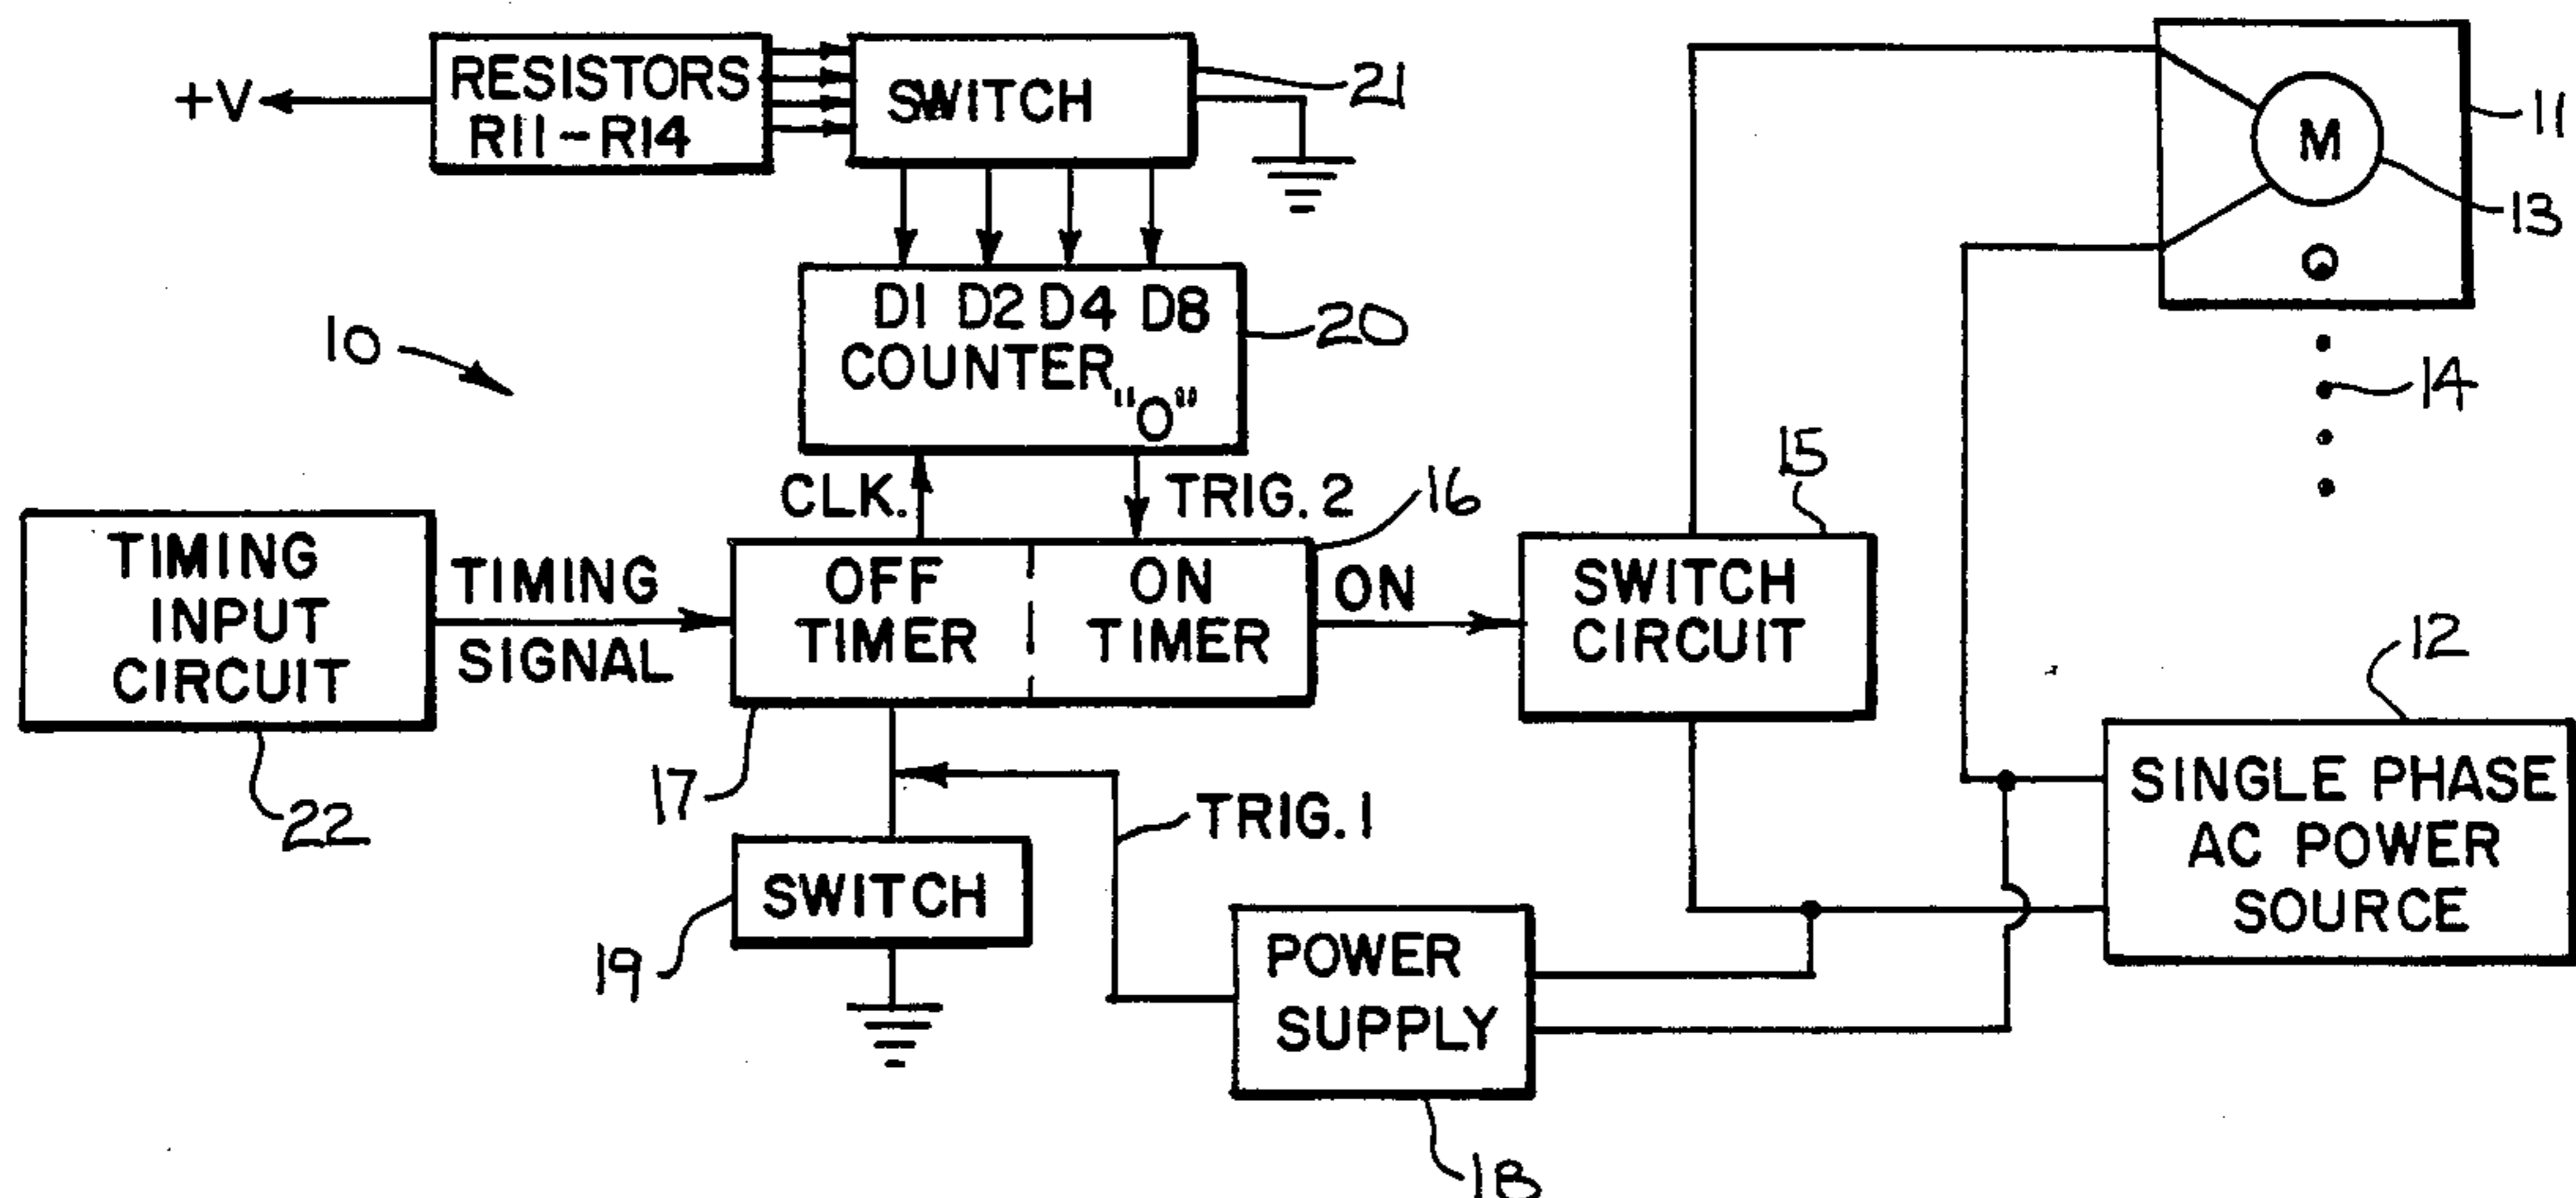 +V
RESISTORS
R11-R14
SWITCH
21
11
M
13
D1 D2 D4 D8
COUNTER
"O"
20
10
14
CLK.
TRIG. 2
16
15
TIMING
INPUT
CIRCUIT
TIMING
SIGNAL
OFF
TIMER
ON
TIMER
ON
SWITCH
CIRCUIT
12
22
17
TRIG. 1
SINGLE PHASE
AC POWER
SOURCE
SWITCH
19
POWER
SUPPLY
18